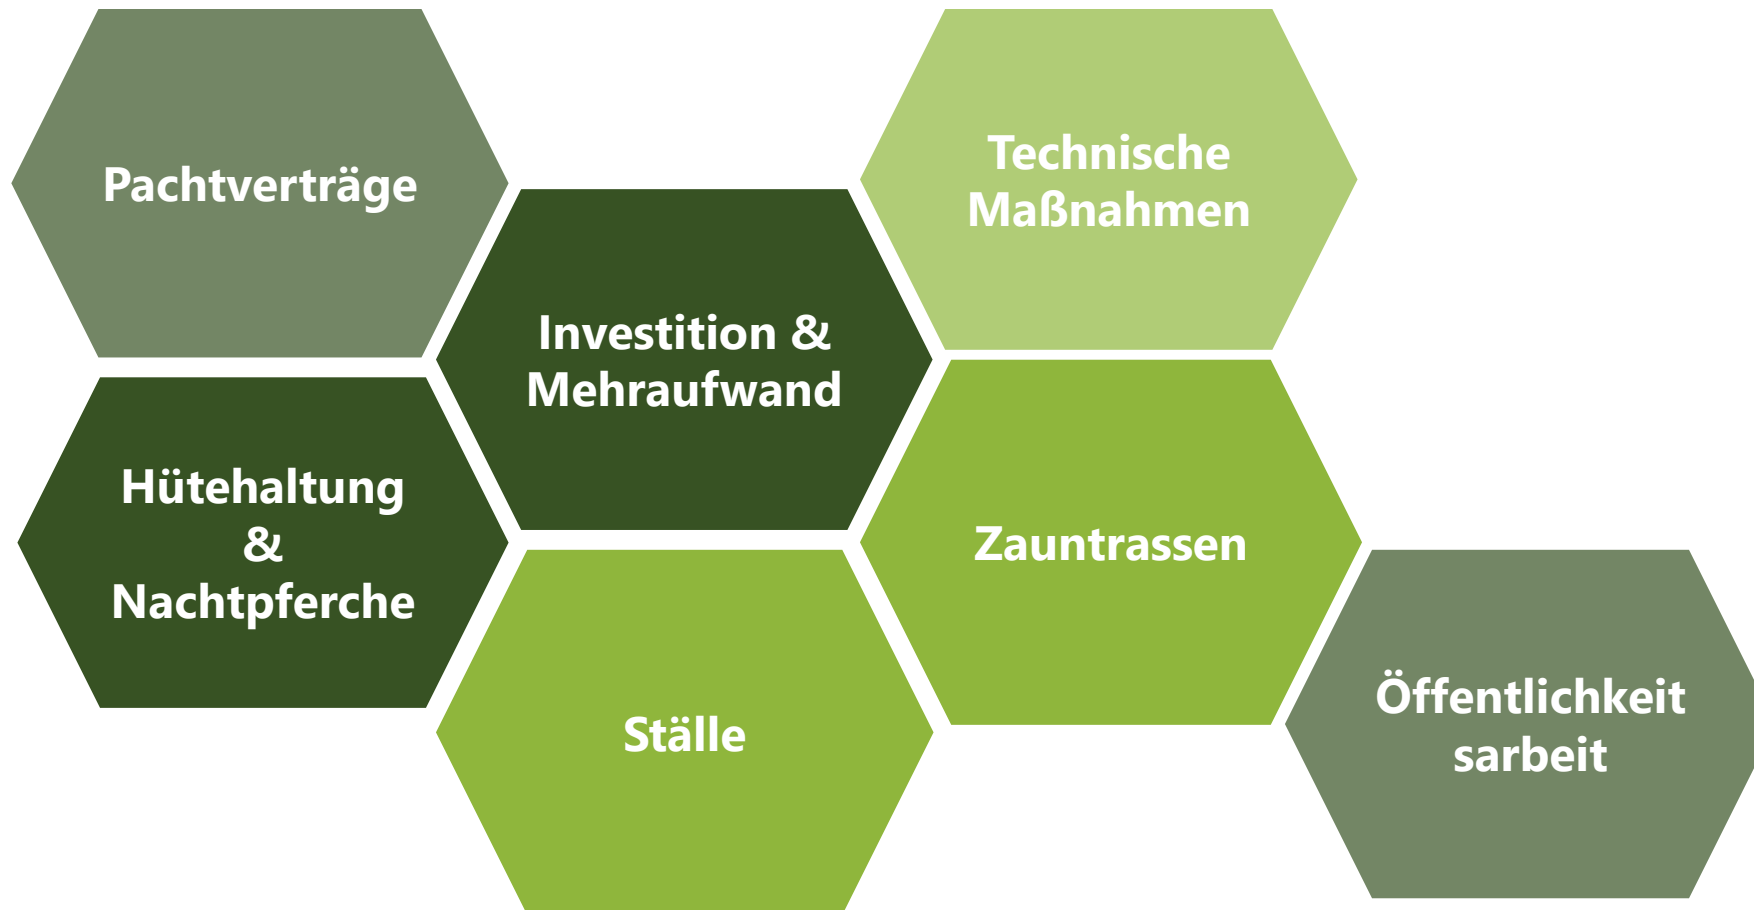 Pachtverträge
Technische
Maßnahmen
Investition &
Mehraufwand
Hütehaltung
&
Nachtpferche
Zauntrassen
Ställe
Öffentlichkeit
sarbeit